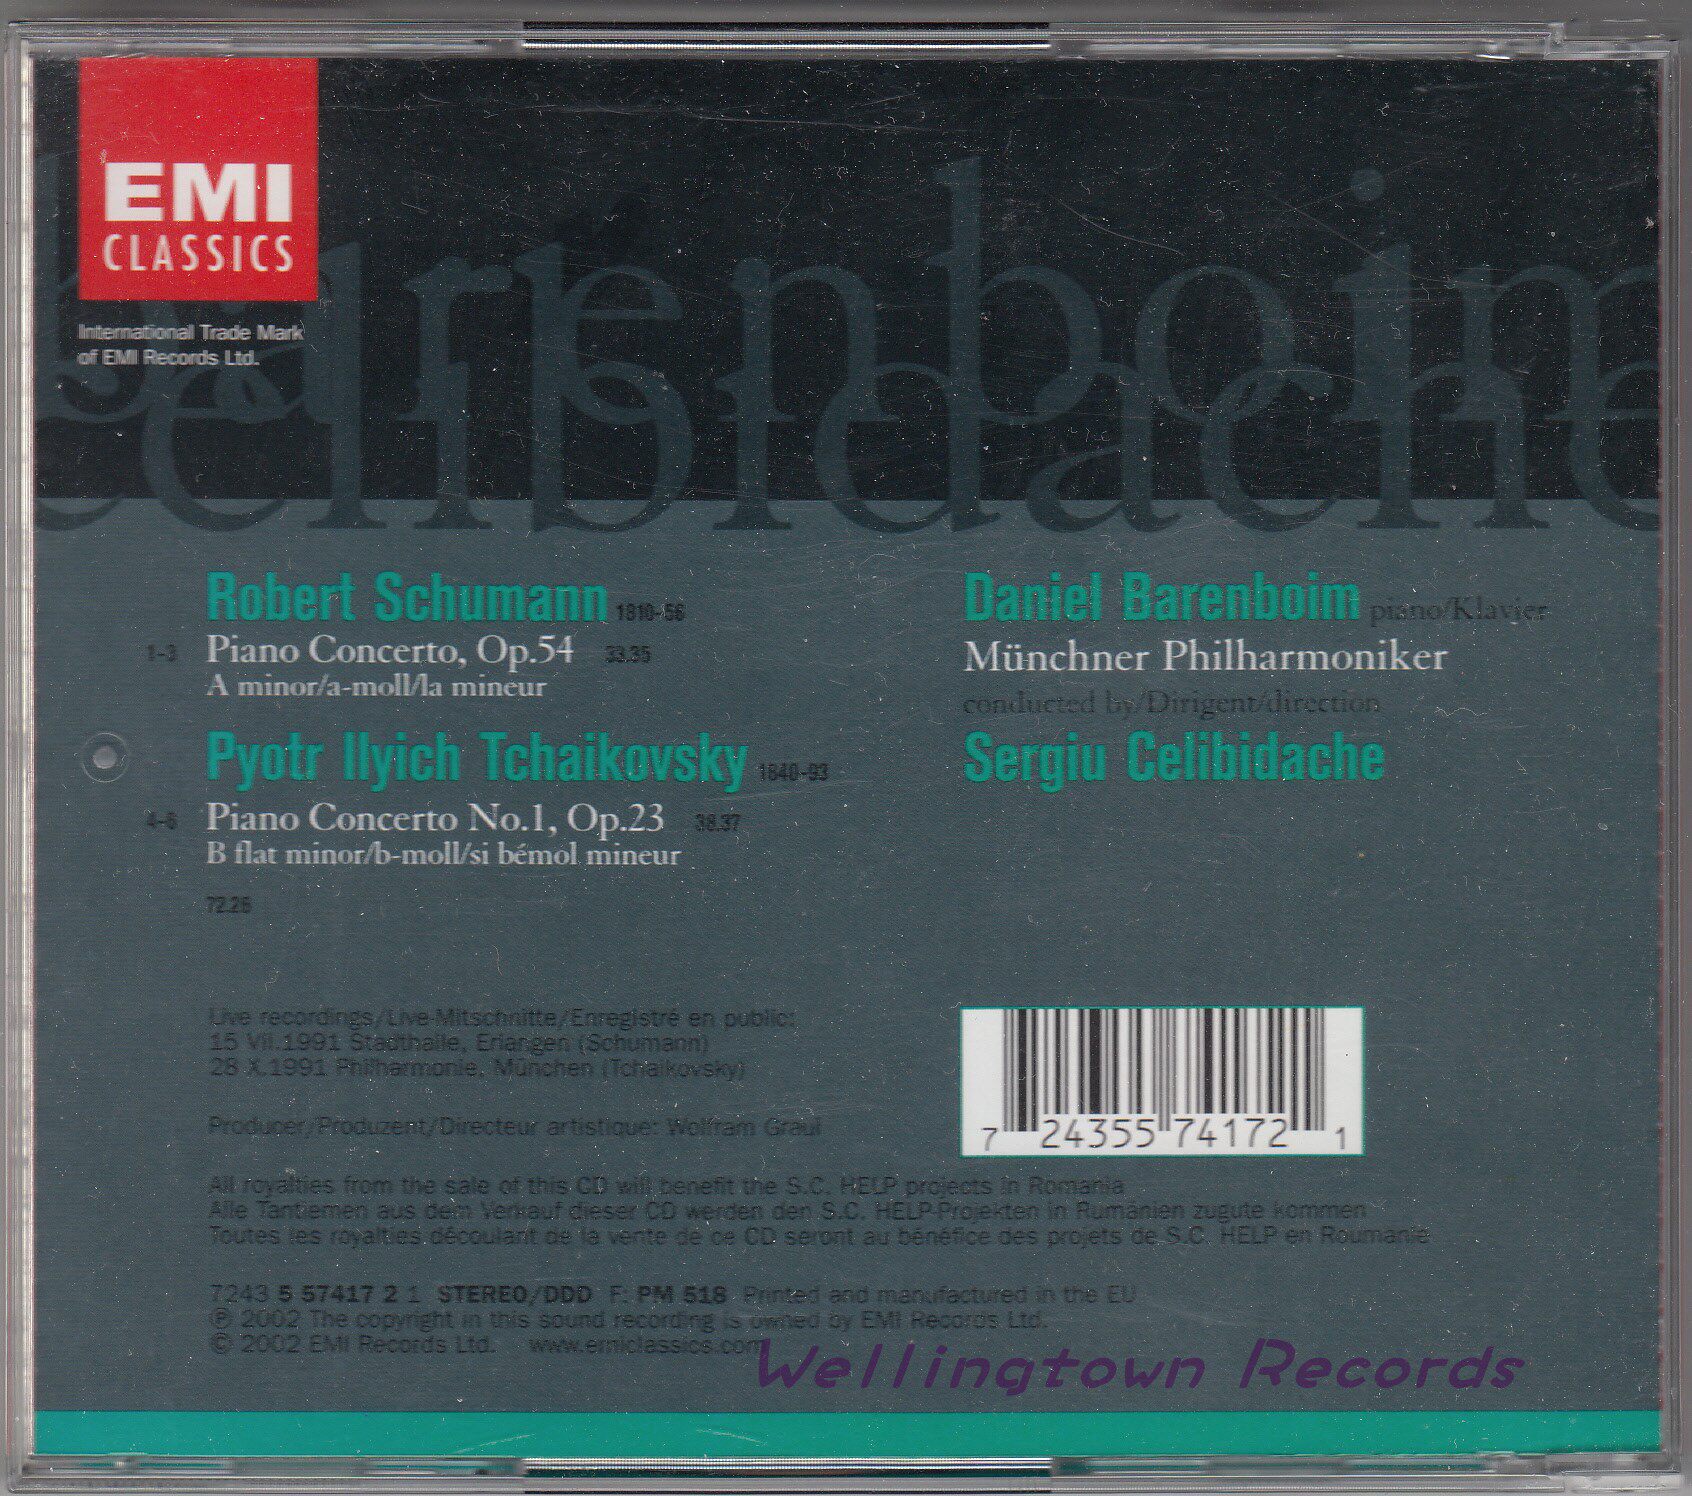 EMI
CLASSICS
International Trade Mark
of EMI Records Ltd.
barenboim
celibidache
Robert Schumann 1810-56
1-3 Piano Concerto, Op.54 33.35
A minor/a-moll/la mineur
Pyotr Ilyich Tchaikovsky 1840-93
4-6 Piano Concerto No.1, Op.23 38.37
B flat minor/b-moll/si bémol mineur
72.26
Daniel Barenboim piano/Klavier
Münchner Philharmoniker
conducted by/Dirigent/direction
Sergiu Celibidache
Live recordings/Live-Mitschnitte/Enregistré en public:
15 VII.1991 Stadthalle, Erlangen (Schumann)
28 X.1991 Philharmonie, München (Tchaikovsky)
Producer/Produzent/Directeur artistique: Wolfram Graul
7 24355 74172 1
All royalties from the sale of this CD will benefit the S.C. HELP projects in Romania
Alle Tantiemen aus dem Verkauf dieser CD werden den S.C. HELP-Projekten in Rumänien zugute kommen
Toutes les royalties découlant de la vente de ce CD seront au bénéfice des projets de S.C. HELP en Roumanie
7243 5 57417 2 1 STEREO/DDD F: PM 518 Printed and manufactured in the EU
℗ 2002 The copyright in this sound recording is owned by EMI Records Ltd.
© 2002 EMI Records Ltd. www.emiclassics.com
Wellingtown Records